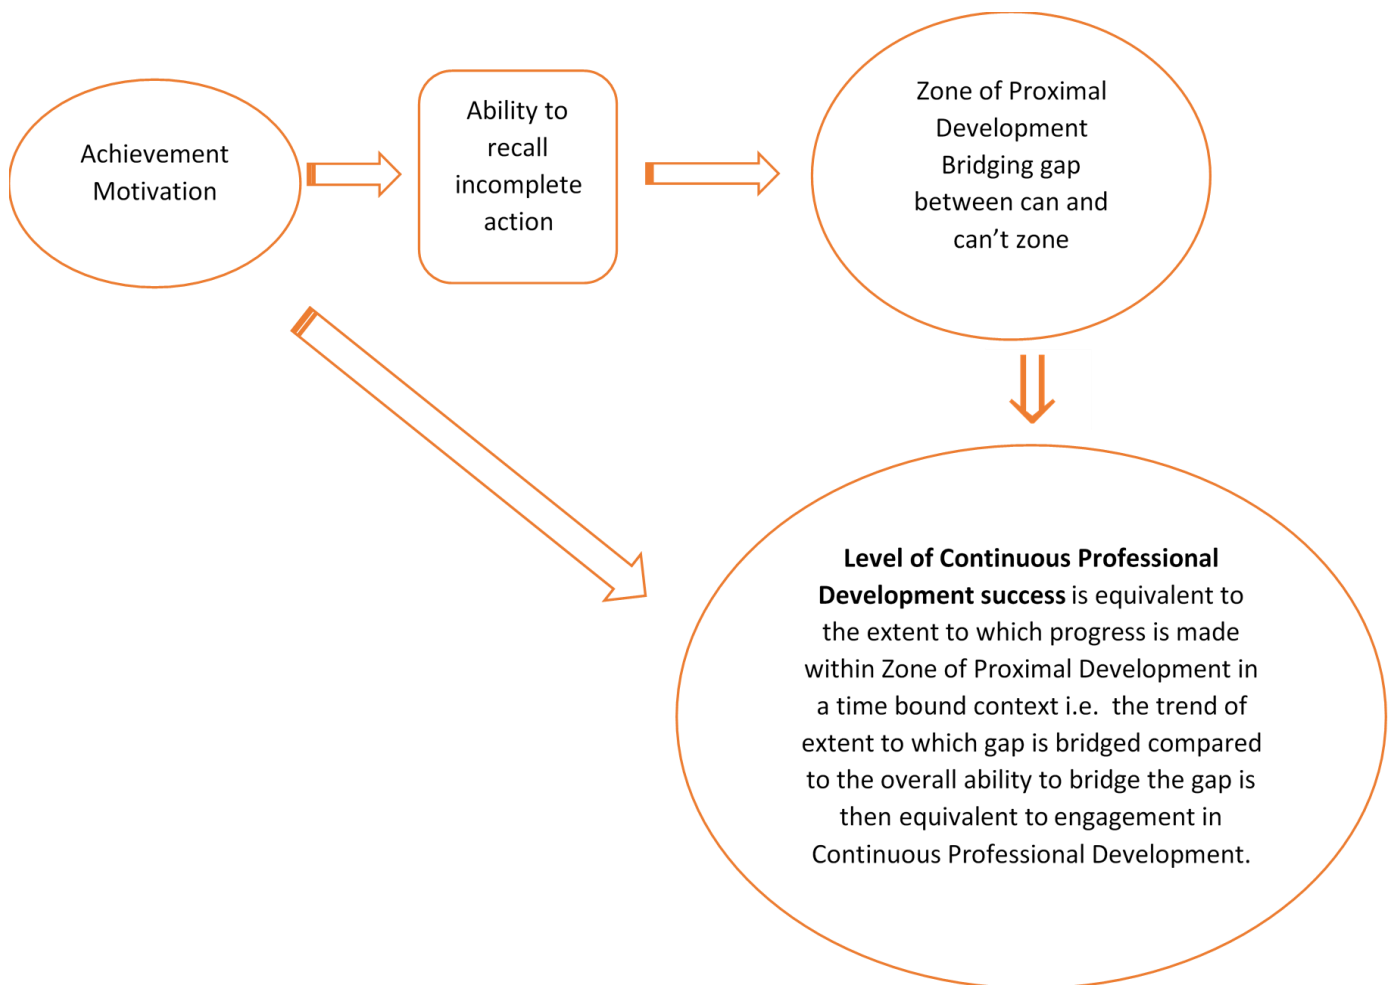 Achievement
Motivation
Ability to
recall
incomplete
action
Zone of Proximal
Development
Bridging gap
between can and
can’t zone
Level of Continuous Professional
Development success is equivalent to
the extent to which progress is made
within Zone of Proximal Development in
a time bound context i.e.  the trend of
extent to which gap is bridged compared
to the overall ability to bridge the gap is
then equivalent to engagement in
Continuous Professional Development.